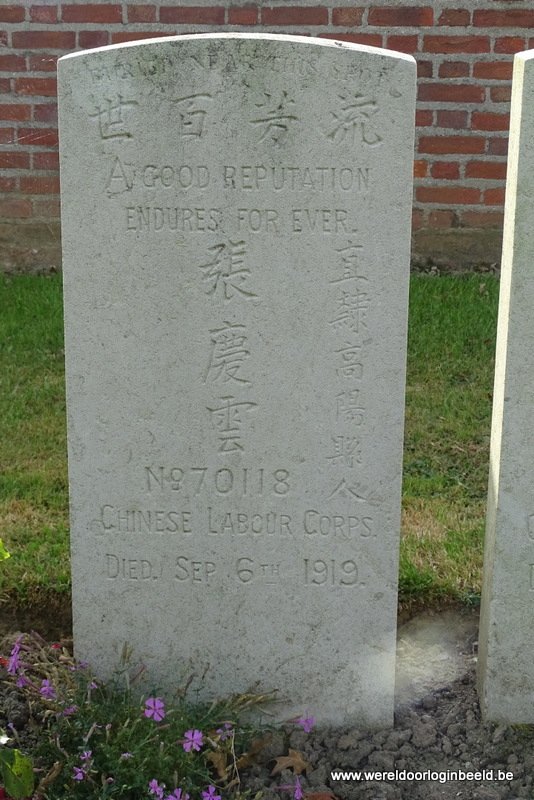 BURIED NEAR THIS SPOT
流芳百世
A GOOD REPUTATION
ENDURES FOR EVER.
直隸高陽縣人
張慶雲
Nº 70118
CHINESE LABOUR CORPS.
DIED. SEP 6TH 1919.
www.wereldoorloginbeeld.be